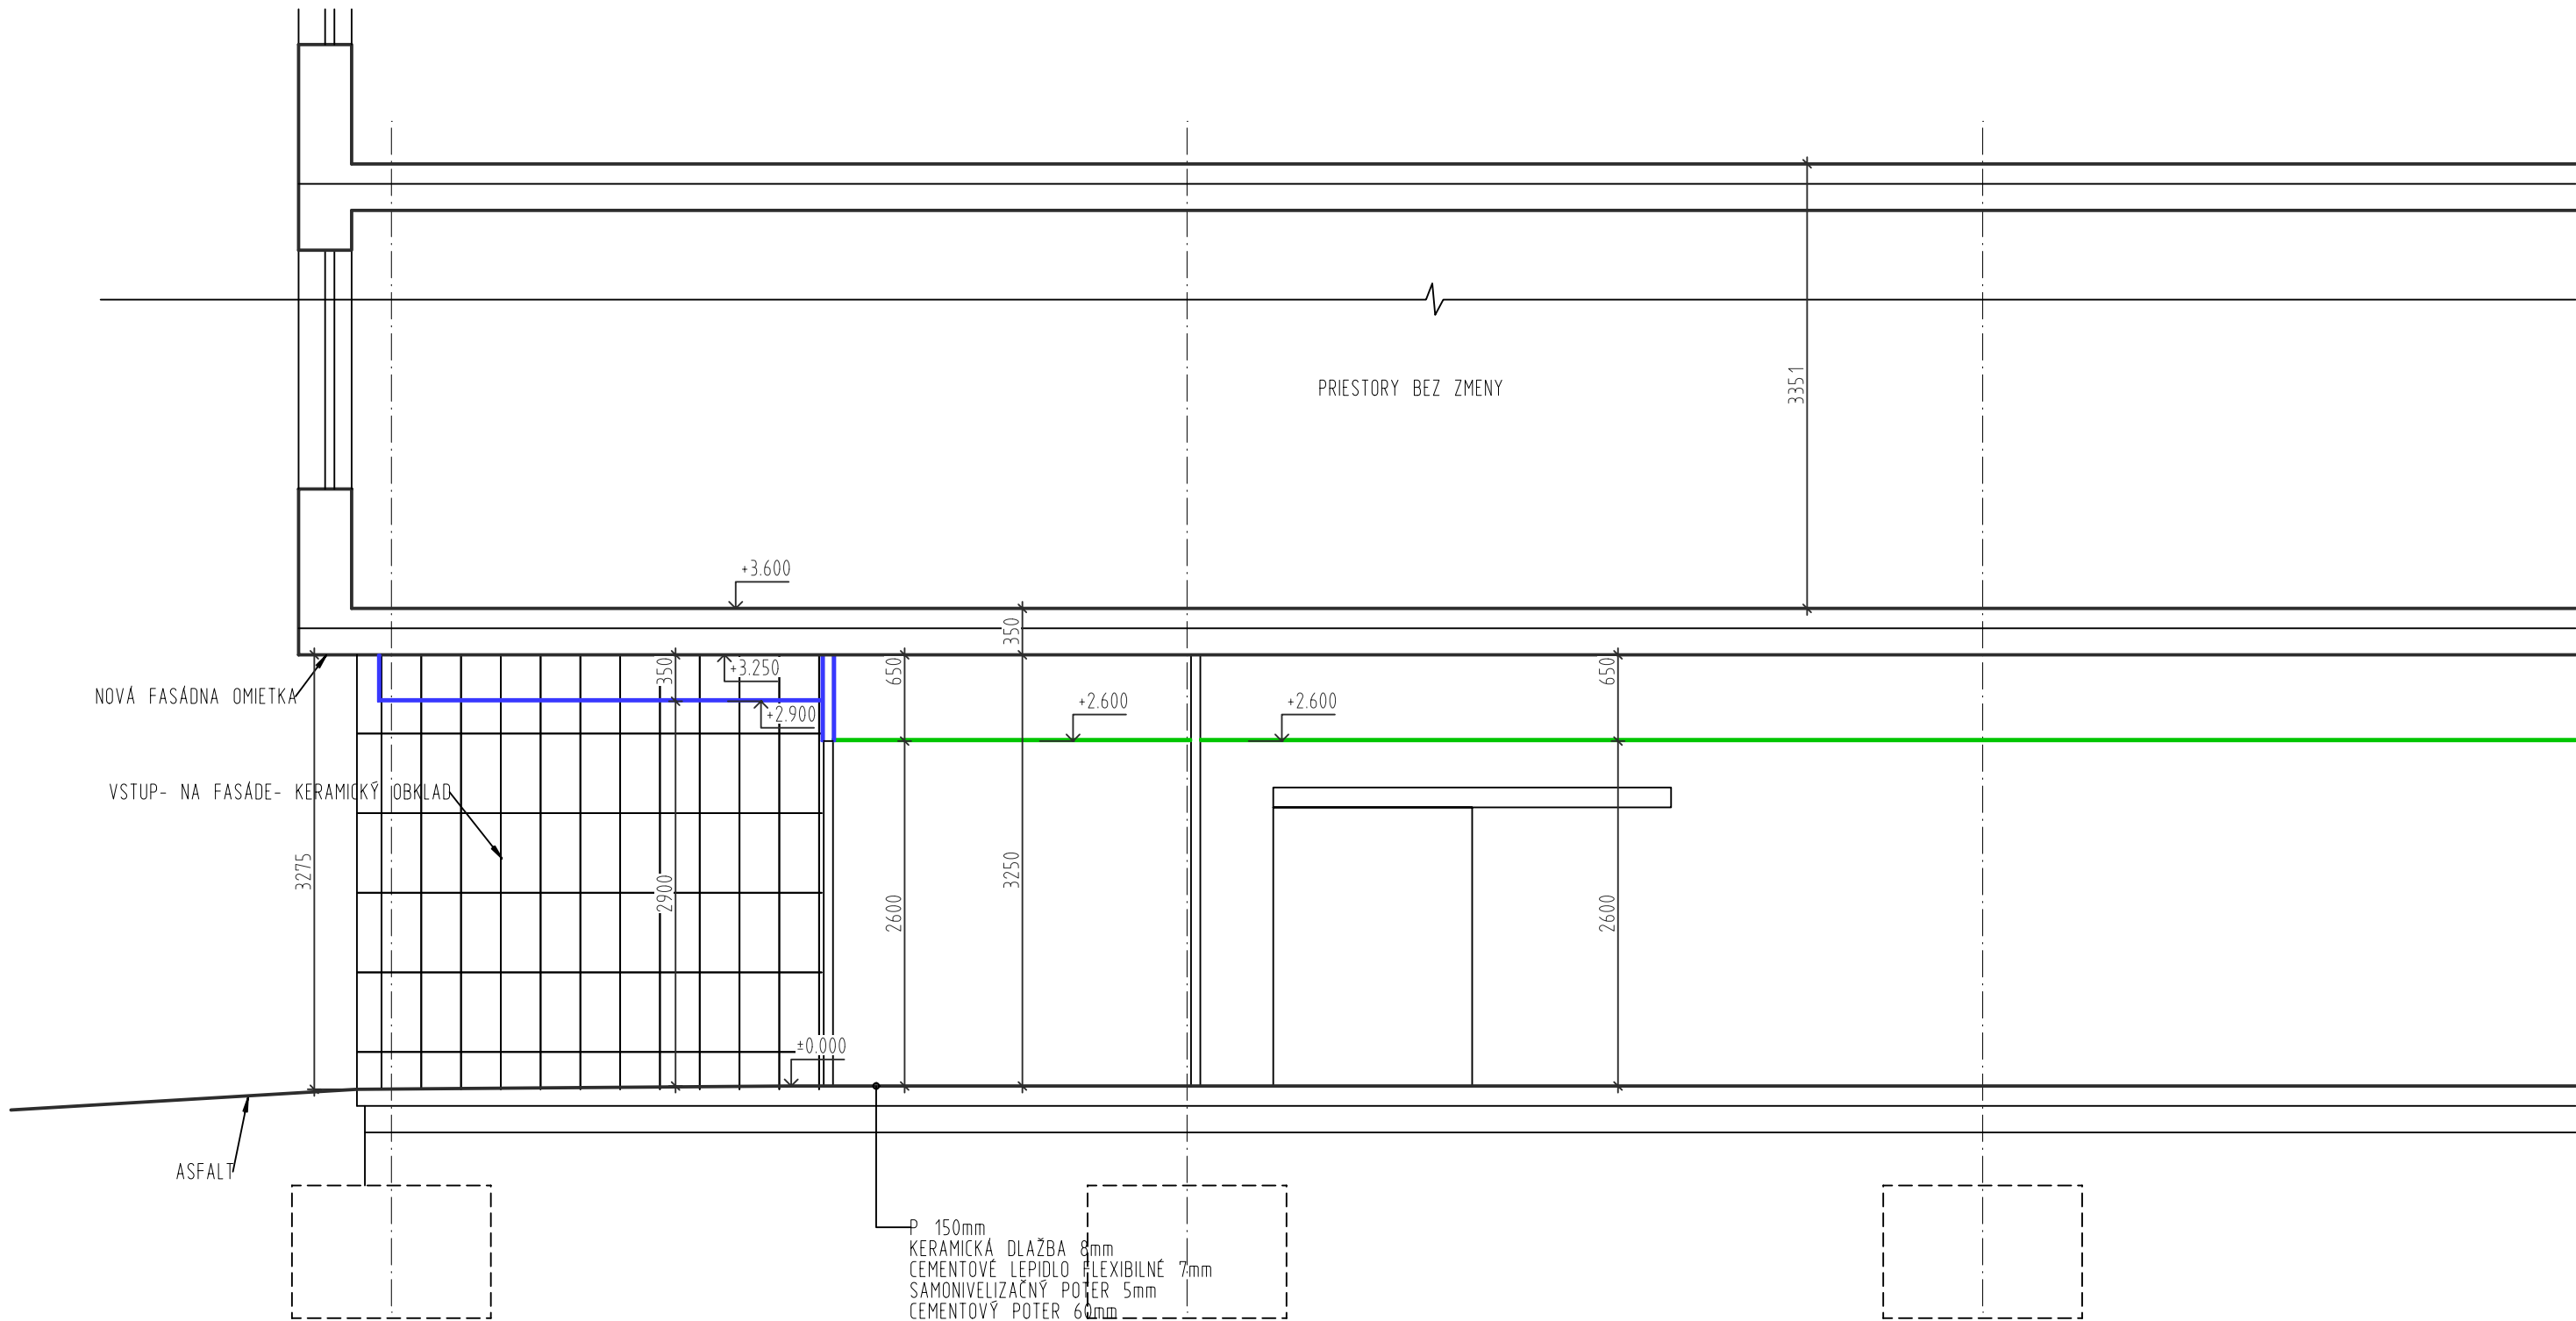 PRIESTORY BEZ ZMENY
3351
+3.600
350
350
+3.250
650
650
NOVÁ FASÁDNA OMIETKA
+2.900
+2.600
+2.600
VSTUP- NA FASÁDE- KERAMICKÝ OBKLAD
3275
2900
2600
3250
2600
±0.000
ASFALT
P 150mm
KERAMICKÁ DLAŽBA 8mm
CEMENTOVÉ LEPIDLO FLEXIBILNÉ 7mm
SAMONIVELIZAČNÝ POTER 5mm
CEMENTOVÝ POTER 60mm